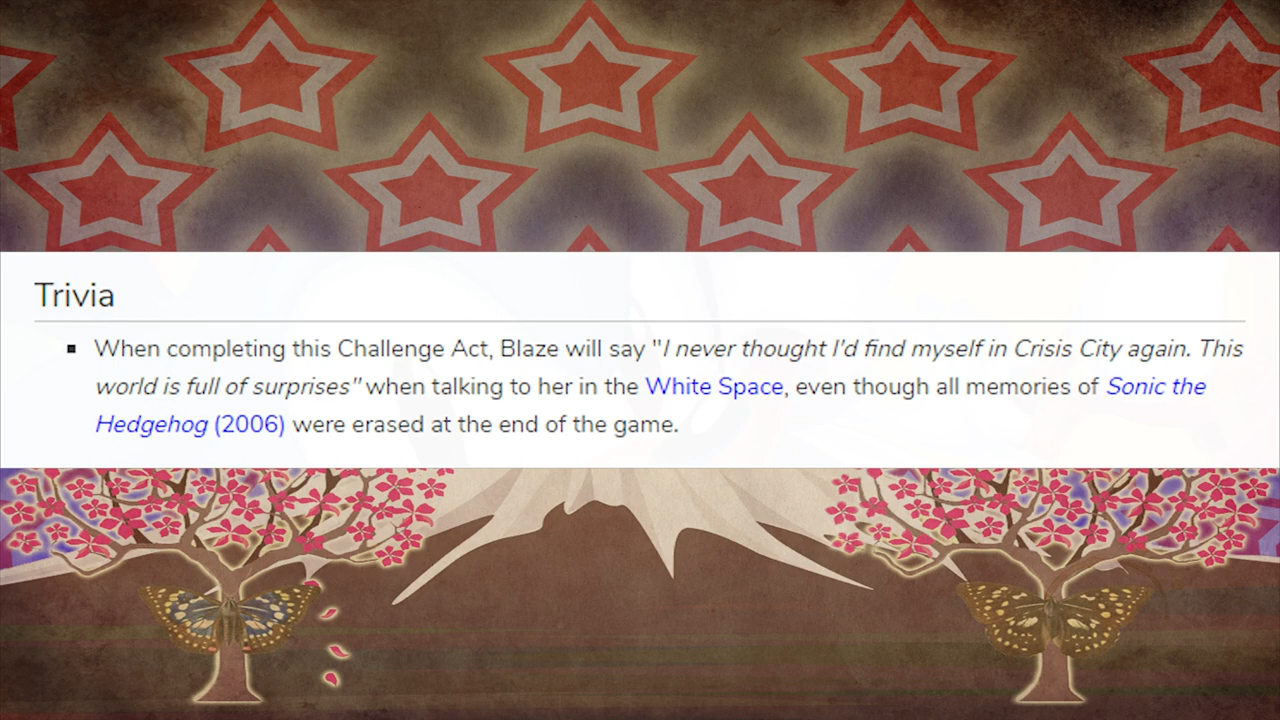 Trivia
▪ When completing this Challenge Act, Blaze will say "I never thought I'd find myself in Crisis City again. This
world is full of surprises" when talking to her in the White Space, even though all memories of Sonic the
Hedgehog (2006) were erased at the end of the game.